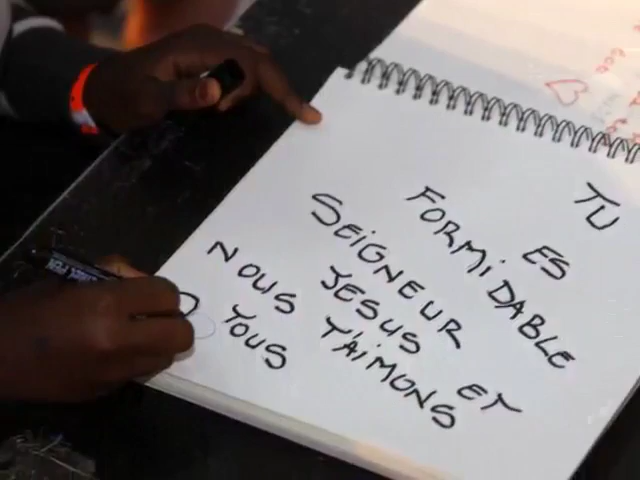 TU
ES
FORMIDABLE
SEIGNEUR
JESUS ET
NOUS T'AIMONS
TOUS